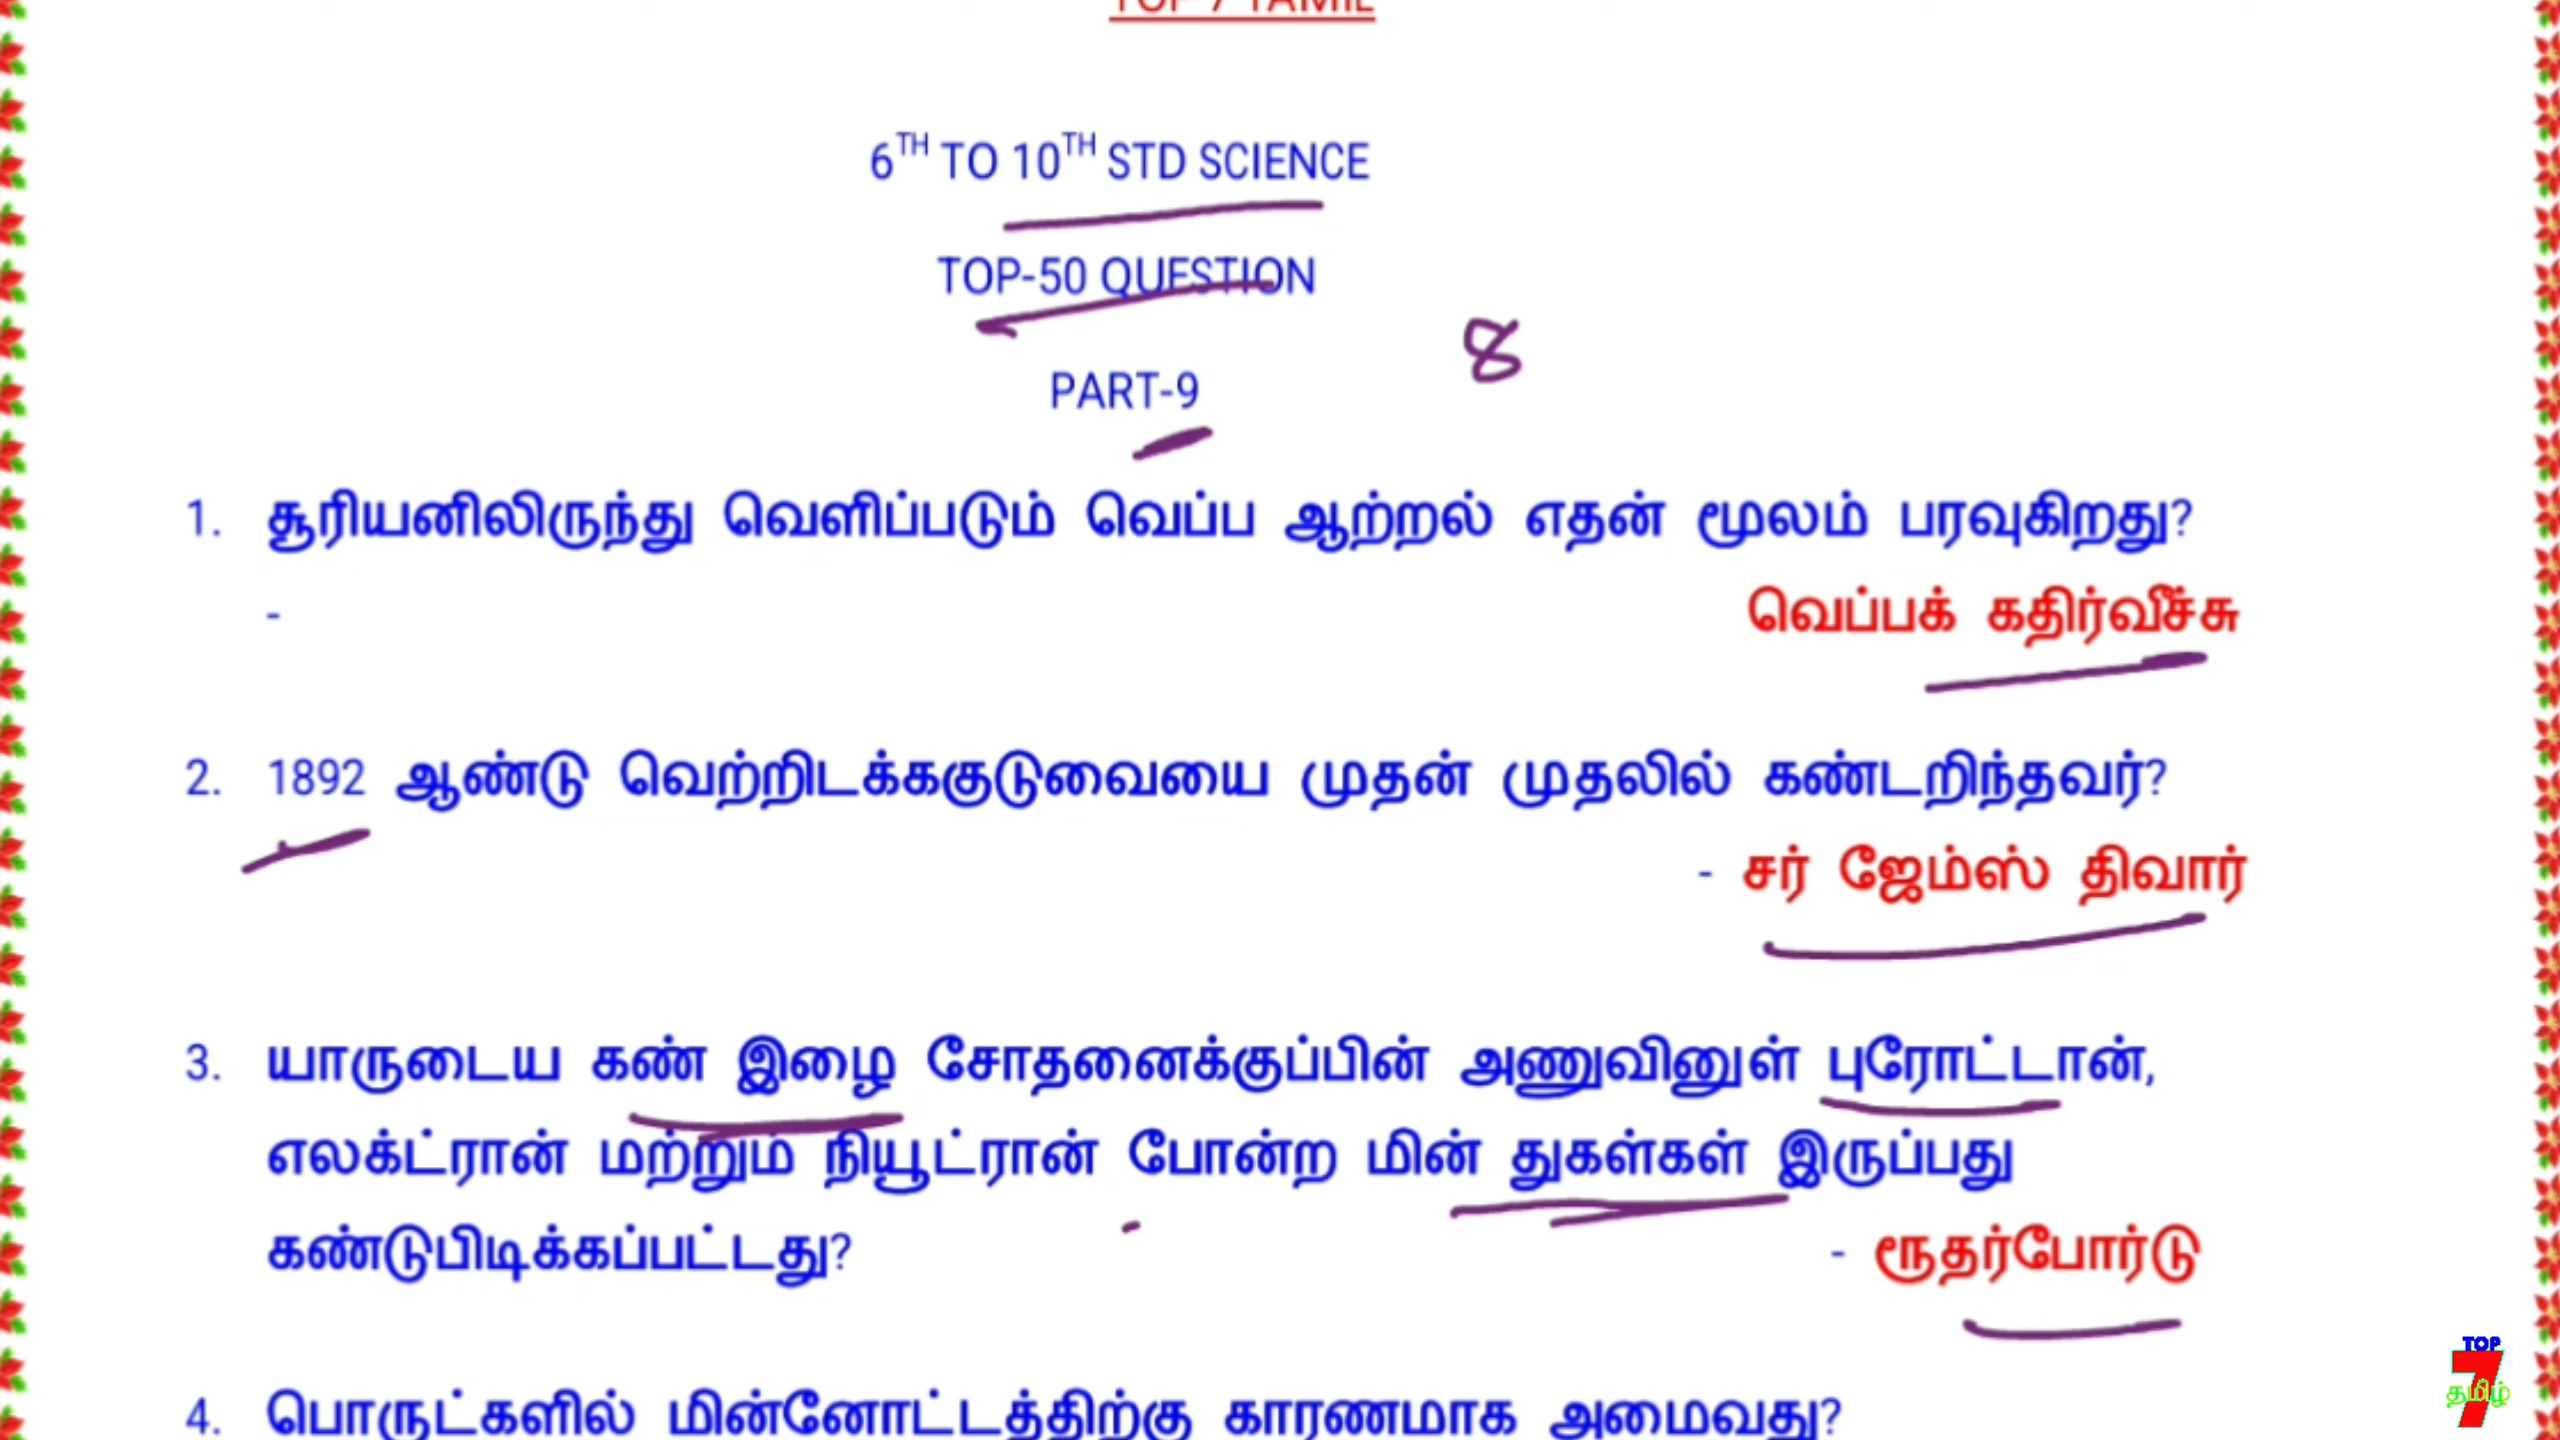 TOP 7 TAMIL
6TH TO 10TH STD SCIENCE
TOP-50 QUESTION
8
PART-9
1. சூரியனிலிருந்து வெளிப்படும் வெப்ப ஆற்றல் எதன் மூலம் பரவுகிறது?
- வெப்பக் கதிர்வீச்சு
2. 1892 ஆண்டு வெற்றிடக்ககுடுவையை முதன் முதலில் கண்டறிந்தவர்?
- சர் ஜேம்ஸ் திவார்
3. யாருடைய கண் இழை சோதனைக்குப்பின் அணுவினுள் புரோட்டான்,
எலக்ட்ரான் மற்றும் நியூட்ரான் போன்ற மின் துகள்கள் இருப்பது
கண்டுபிடிக்கப்பட்டது? - ரூதர்போர்டு
4. பொருட்களில் மின்னோட்டத்திற்கு காரணமாக அமைவது?
TOP
7
தமிழ்